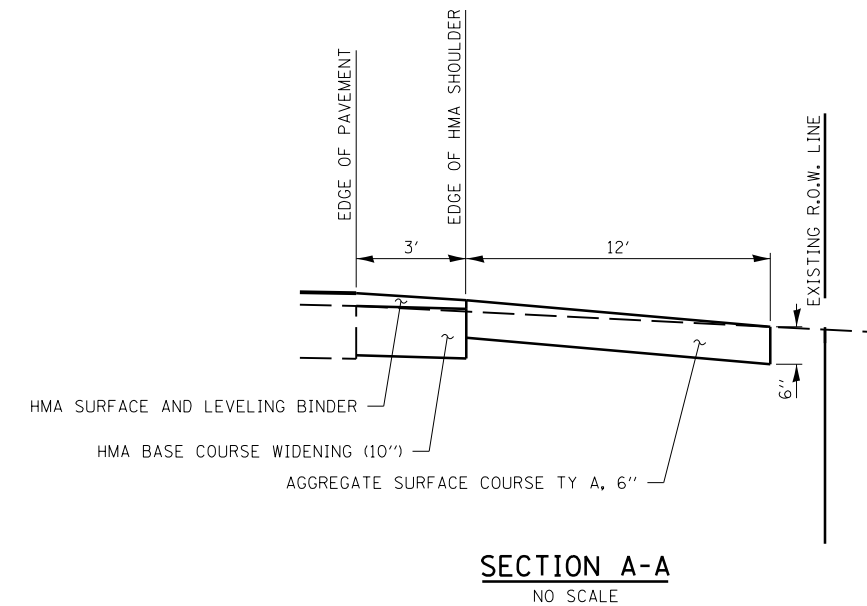 EDGE OF PAVEMENT
EDGE OF HMA SHOULDER
EXISTING R.O.W. LINE
3'
12'
6''
HMA SURFACE AND LEVELING BINDER
HMA BASE COURSE WIDENING (10'')
AGGREGATE SURFACE COURSE TY A, 6''
SECTION A-A
NO SCALE